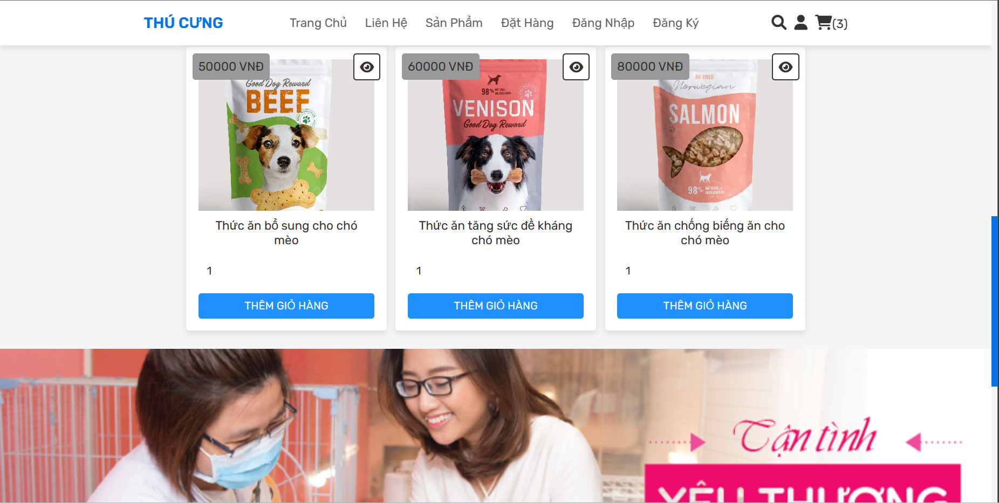 THÚ CƯNG
Trang Chủ Liên Hệ Sản Phẩm Đặt Hàng Đăng Nhập Đăng Ký (3)
50000 VNĐ
Good Dog Reward
BEEF
Thức ăn bổ sung cho chó
mèo
1
THÊM GIỎ HÀNG
60000 VNĐ
98% NATURAL
INGREDIENTS
VENISON
Good Dog Reward
Thức ăn tăng sức đề kháng
chó mèo
1
THÊM GIỎ HÀNG
80000 VNĐ
AIR DRIED
Norwegian
SALMON
98% NATURAL
INGREDIENTS
Thức ăn chống biếng ăn cho
chó mèo
1
THÊM GIỎ HÀNG
Tận tình
YÊU THƯƠNG